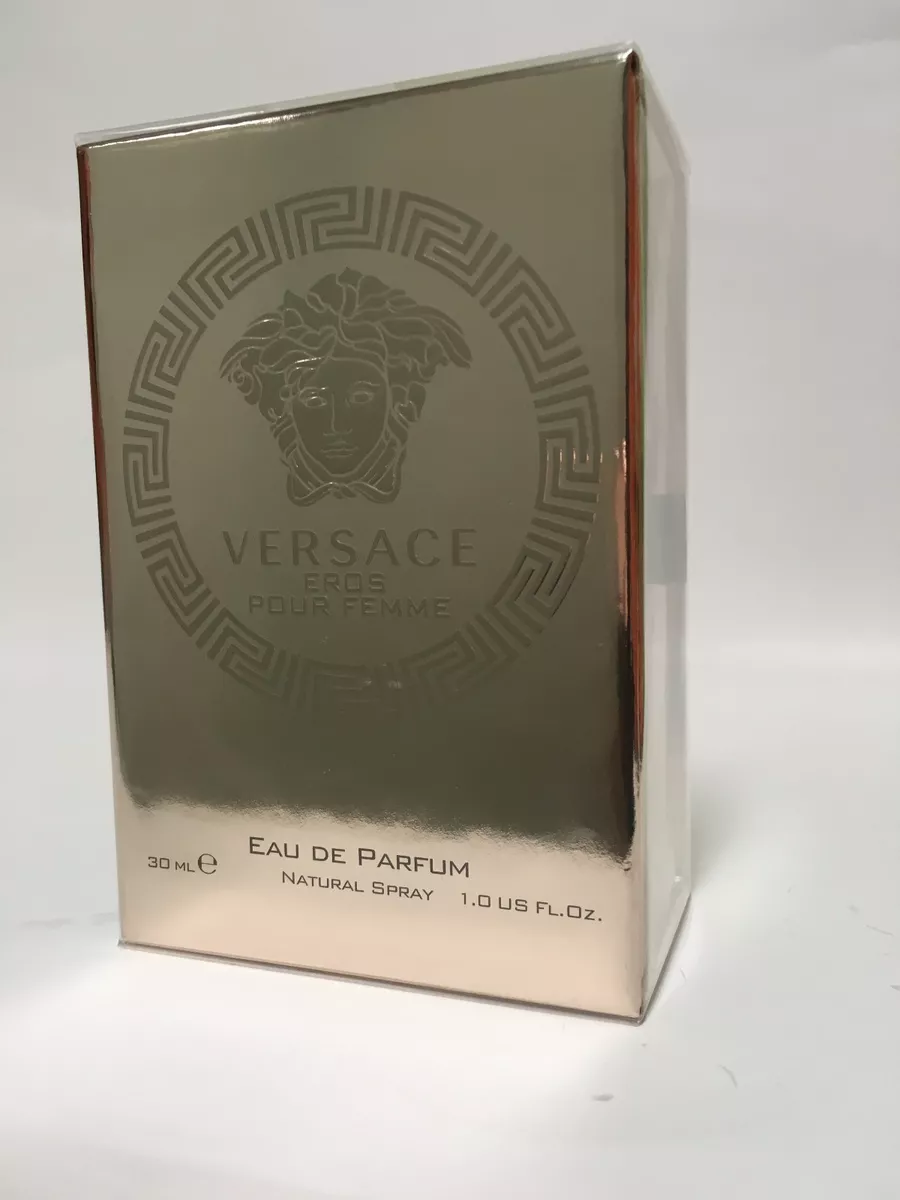 VERSACE
EROS
POUR FEMME
30 ML ℮ EAU DE PARFUM
NATURAL SPRAY 1.0 US FL.OZ.